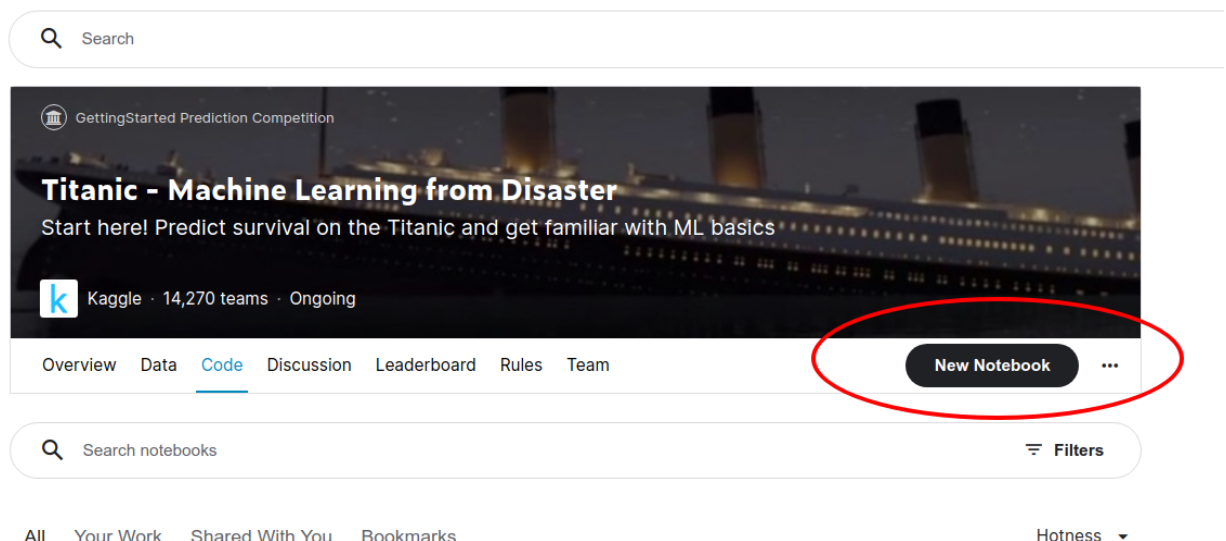 Search
GettingStarted Prediction Competition
Titanic - Machine Learning from Disaster
Start here! Predict survival on the Titanic and get familiar with ML basics
k Kaggle · 14,270 teams · Ongoing
Overview Data Code Discussion Leaderboard Rules Team New Notebook ...
Search notebooks Filters
All Your Work Shared With You Bookmarks Hotness